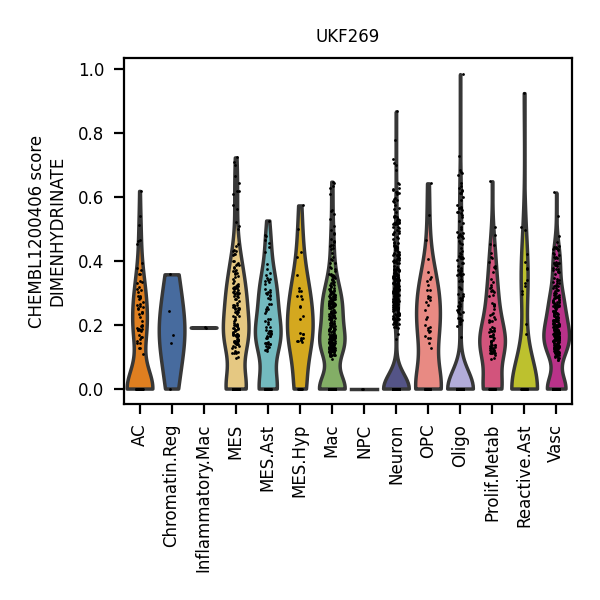 UKF269
CHEMBL1200406 score
DIMENHYDRINATE
1.0
0.8
0.6
0.4
0.2
0.0
AC
Chromatin.Reg
Inflammatory.Mac
MES
MES.Ast
MES.Hyp
Mac
NPC
Neuron
OPC
Oligo
Prolif.Metab
Reactive.Ast
Vasc